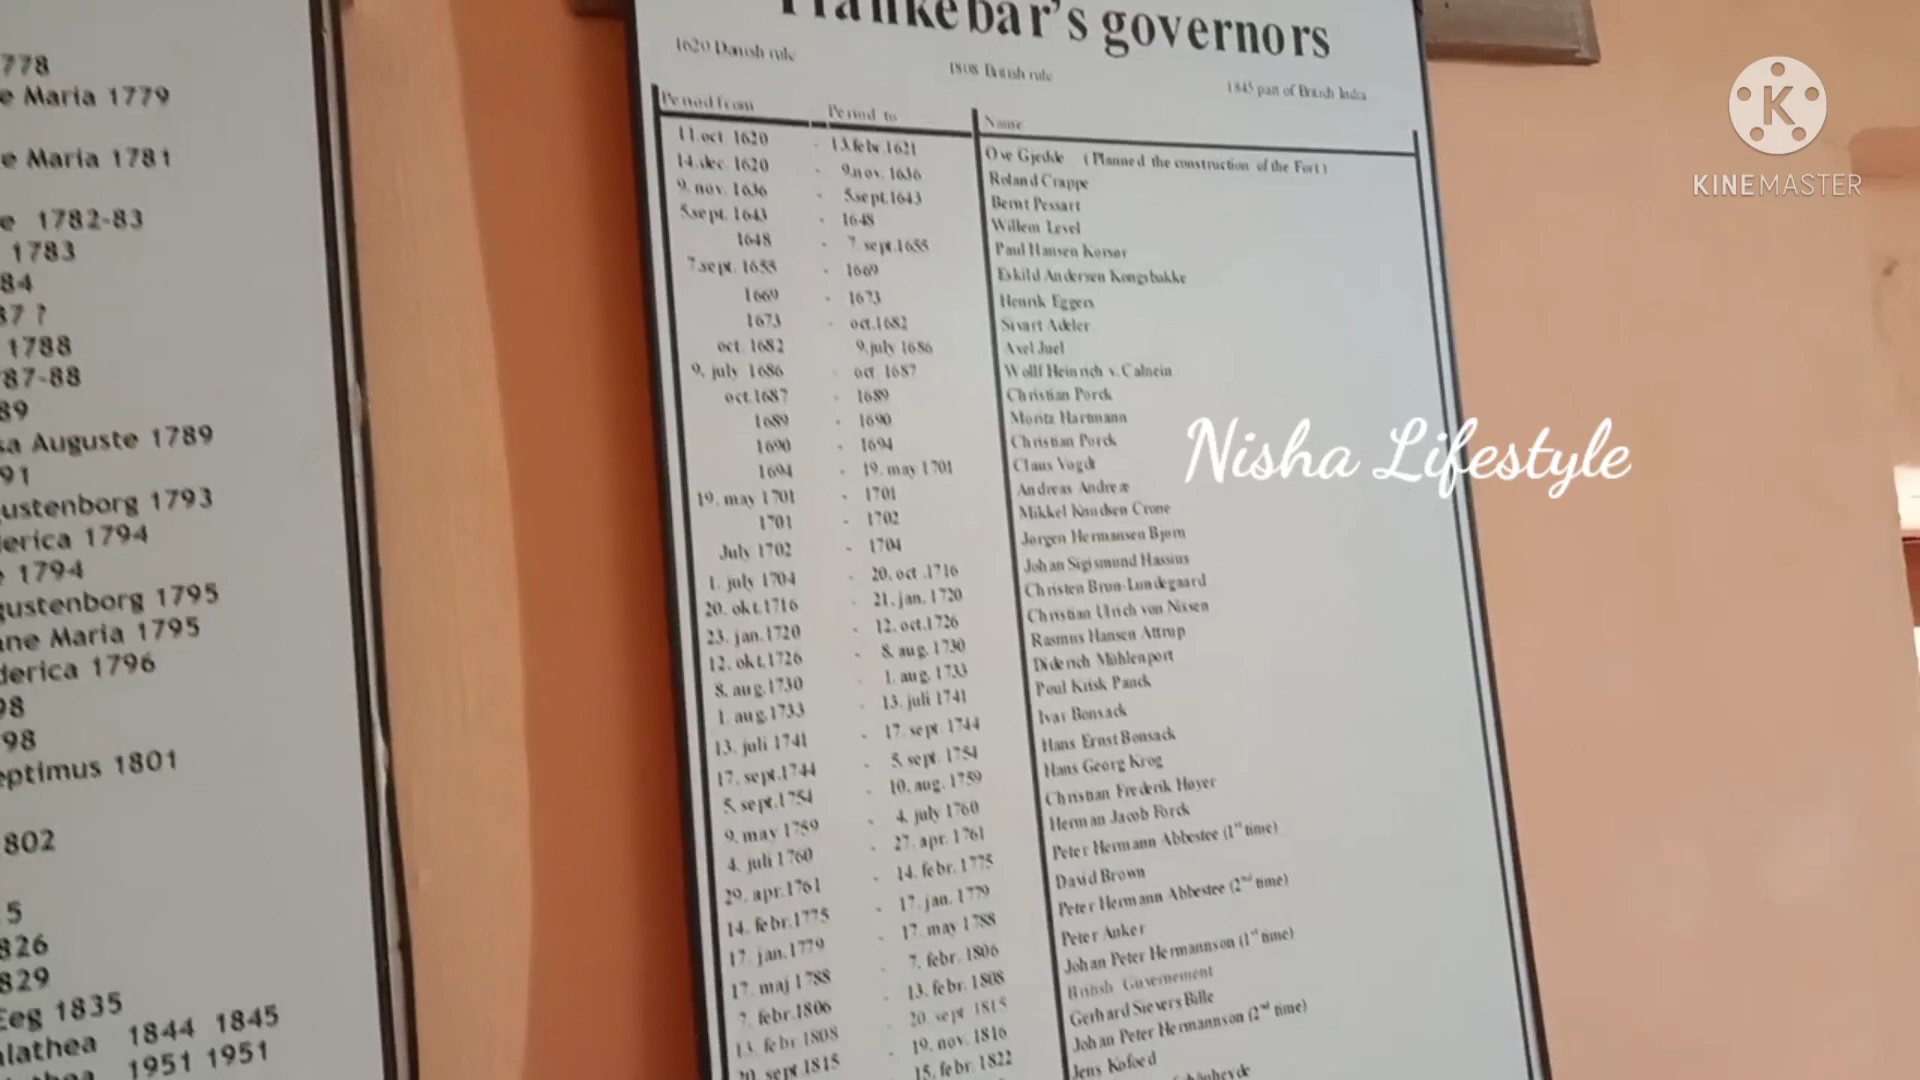 778
e Maria 1779
e Maria 1781
e 1782-83
1783
84
87 ?
1788
87-88
89
sa Auguste 1789
91
gustenborg 1793
derica 1794
e 1794
gustenborg 1795
ane Maria 1795
derica 1796
98
98
eptimus 1801
802
5
826
829
Eeg 1835
alathea 1844 1845
1951 1951
Trankebar's governors
1620 Danish rule 1808 British rule 1845 part of British India
Period from Period to Name
11.oct 1620 - 13.febr.1621 Ove Gjedde (Planned the construction of the Fort)
14.dec. 1620 - 9.nov. 1636 Roland Crappe
9. nov. 1636 - 5.sept.1643 Bernt Pessart
5.sept. 1643 - 1648 Willem Leyel
1648 - 7. sept.1655 Paul Hansen Korsør
7.sept. 1655 - 1669 Eskild Andersen Kongsbakke
1669 - 1673 Henrik Eggers
1673 - oct.1682 Sivart Adeler
oct. 1682 9.july 1686 Axel Juel
9. july 1686 - oct. 1687 Wolff Heinrich v. Calnein
oct.1687 - 1689 Christian Porck
1689 - 1690 Moritz Hartmann
1690 - 1694 Christian Porck
1694 - 19. may 1701 Claus Vogdt
19. may 1701 - 1701 Andreas Andreæ
1701 - 1702 Mikkel Knudsen Crone
July 1702 - 1704 Jørgen Hermansen Bjørn
1. july 1704 - 20. oct .1716 Johan Sigismund Hassius
20. okt.1716 - 21. jan. 1720 Christen Brun-Lundegaard
23. jan.1720 - 12. oct.1726 Christian Ulrich von Nissen
12. okt.1726 - 8. aug. 1730 Rasmus Hansen Attrup
8. aug.1730 - 1. aug. 1733 Diderich Mühlenport
1. aug.1733 - 13. juli 1741 Poul Krisk Panck
13. juli 1741 - 17. sept. 1744 Ivar Bonsack
17. sept.1744 - 5. sept. 1754 Hans Ernst Bonsack
5. sept.1754 - 10. aug. 1759 Hans Georg Krog
9. may 1759 - 4. july 1760 Christian Frederik Høyer
4. juli 1760 - 27. apr. 1761 Herman Jacob Forck
29. apr.1761 - 14. febr. 1775 Peter Hermann Abbestee (1st time)
14. febr.1775 - 17. jan. 1779 David Brown
17. jan.1779 - 17. may 1788 Peter Hermann Abbestee (2nd time)
17. maj 1788 - 7. febr. 1806 Peter Anker
7. febr.1806 - 13. febr. 1808 Johan Peter Hermannson (1st time)
13. febr 1808 20. sept 1815 British Government
20. sept.1815 - 19. nov. 1816 Gerhard Sievers Bille
15. febr. 1822 Johan Peter Hermannson (2nd time)
Jens Kofoed
KINEMASTER
Nisha Lifestyle